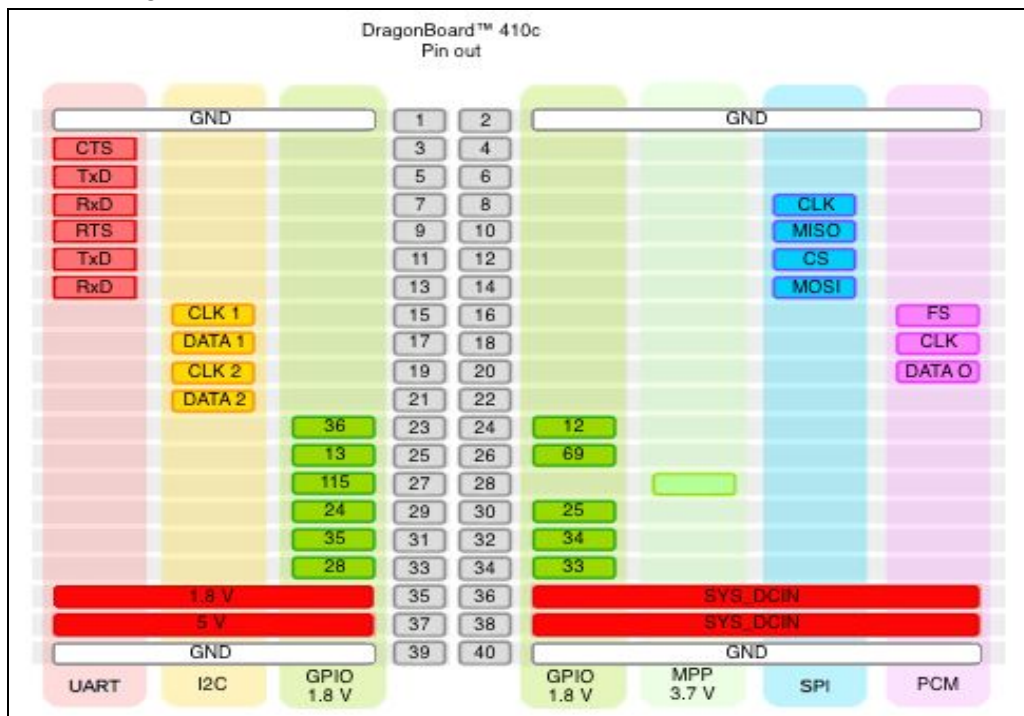 DragonBoard™ 410c
Pin out
GND 1 2 GND
CTS 3 4
TxD 5 6
RxD 7 8 CLK
RTS 9 10 MISO
TxD 11 12 CS
RxD 13 14 MOSI
CLK 1 15 16 FS
DATA 1 17 18 CLK
CLK 2 19 20 DATA O
DATA 2 21 22
36 23 24 12
13 25 26 69
115 27 28
24 29 30 25
35 31 32 34
28 33 34 33
1.8 V 35 36 SYS_DCIN
5 V 37 38 SYS_DCIN
GND 39 40 GND
UART I2C GPIO 1.8 V GPIO 1.8 V MPP 3.7 V SPI PCM